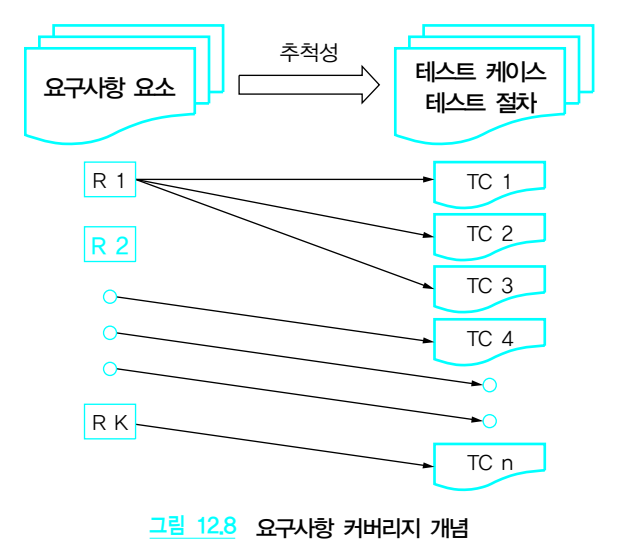 추척성
요구사항 요소
테스트 케이스
테스트 절차
R 1
TC 1
R 2
TC 2
TC 3
TC 4
R K
TC n
그림 12.8 요구사항 커버리지 개념